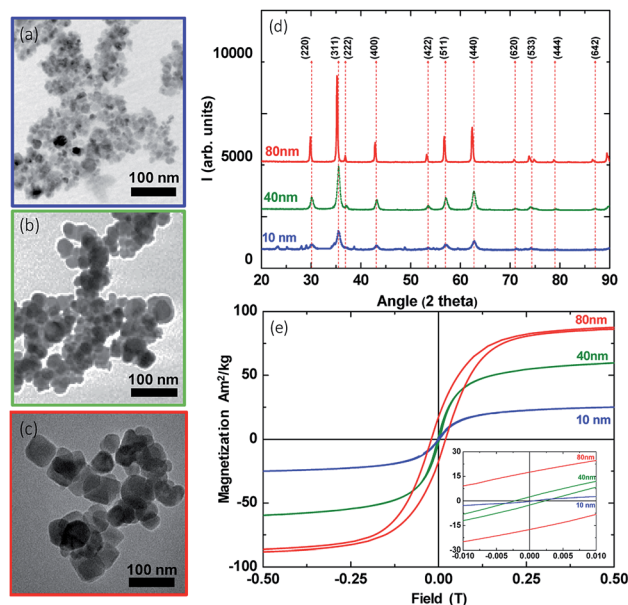 (a)
100 nm
(b)
100 nm
(c)
100 nm
(d)
I (arb. units)
10000
5000
0
(220)
(311)
(222)
(400)
(422)
(511)
(440)
(620)
(533)
(444)
(642)
80nm
40nm
10 nm
20 30 40 50 60 70 80 90
Angle (2 theta)
(e)
Magnetization Am²/kg
100
50
0
-50
-100
80nm
40nm
10 nm
30
15
0
-15
-30
80nm
40nm
10 nm
-0.010 -0.005 0.000 0.005 0.010
-0.50 -0.25 0.00 0.25 0.50
Field (T)